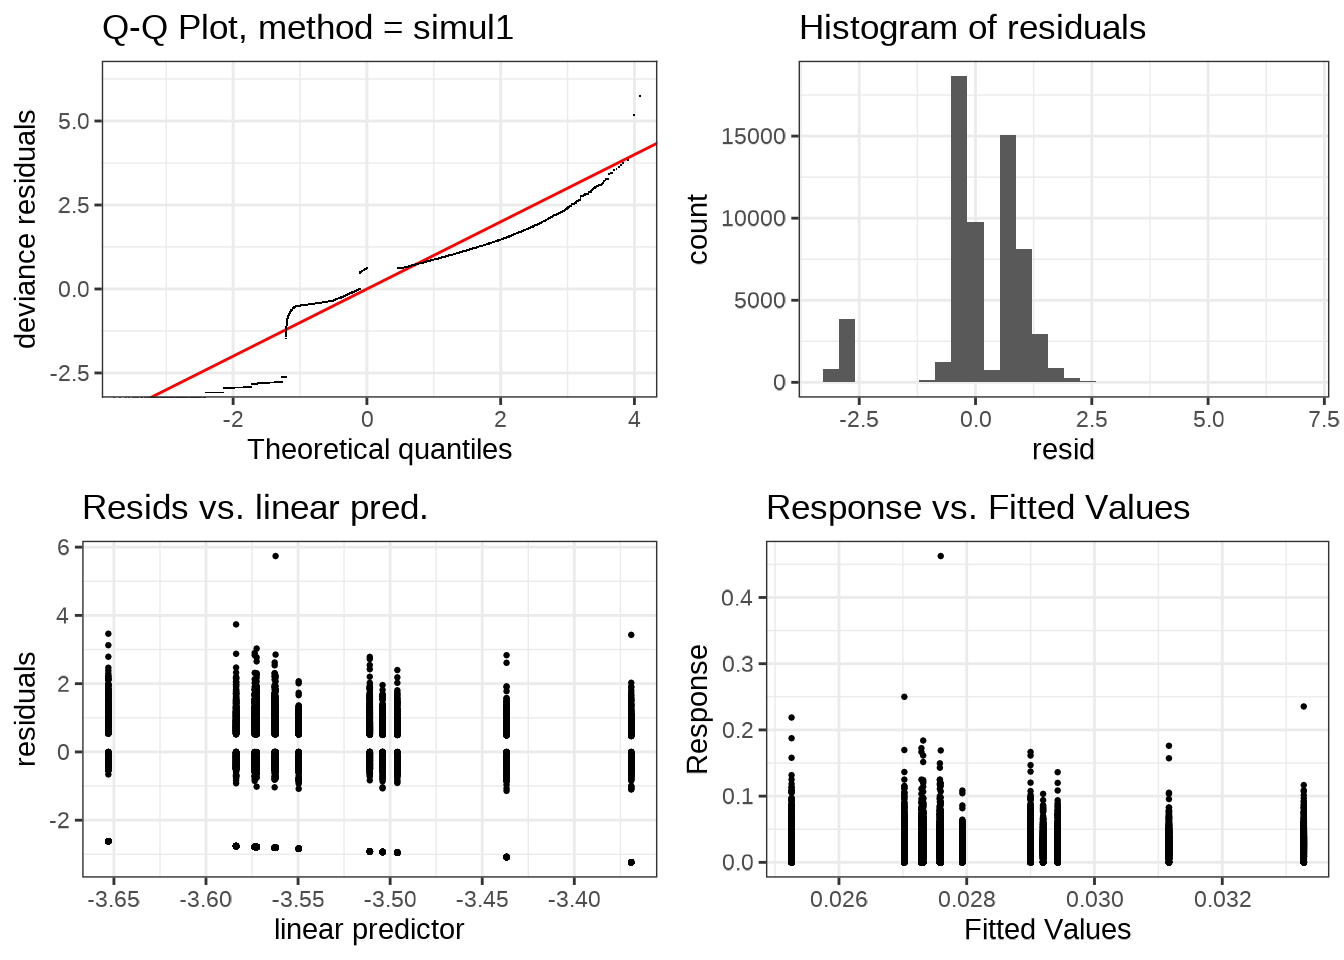 Q-Q Plot, method = simul1
deviance residuals
5.0
2.5
0.0
-2.5
-2 0 2 4
Theoretical quantiles
Histogram of residuals
count
15000
10000
5000
0
-2.5 0.0 2.5 5.0 7.5
resid
Resids vs. linear pred.
residuals
6
4
2
0
-2
-3.65 -3.60 -3.55 -3.50 -3.45 -3.40
linear predictor
Response vs. Fitted Values
Response
0.4
0.3
0.2
0.1
0.0
0.026 0.028 0.030 0.032
Fitted Values